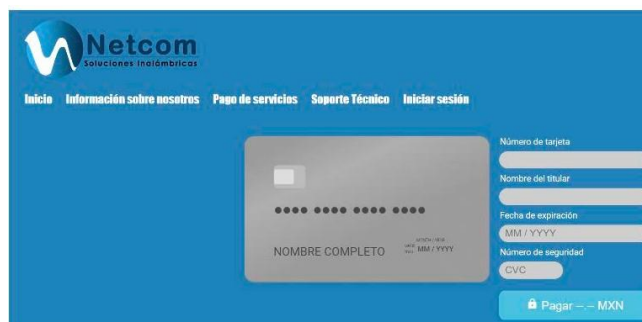 Netcom
Soluciones Inalámbricas
Inicio Información sobre nosotros Pago de servicios Soporte Técnico Iniciar sesión
Número de tarjeta
Nombre del titular
Fecha de expiración
MM / YYYY
Número de seguridad
CVC
Pagar –.– MXN
•••• •••• •••• ••••
NOMBRE COMPLETO MM / YYYY